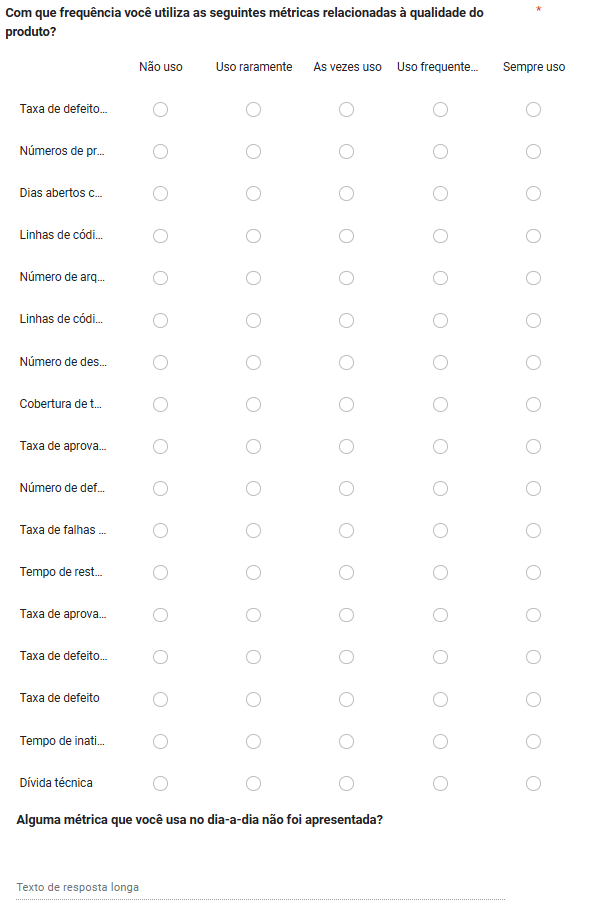 Com que frequência você utiliza as seguintes métricas relacionadas à qualidade do *
produto?
Não uso Uso raramente As vezes uso Uso frequente... Sempre uso
Taxa de defeito...
Números de pr...
Dias abertos c...
Linhas de códi...
Número de arq...
Linhas de códi...
Número de des...
Cobertura de t...
Taxa de aprova...
Número de def...
Taxa de falhas ...
Tempo de rest...
Taxa de aprova...
Taxa de defeito...
Taxa de defeito
Tempo de inati...
Dívida técnica
Alguma métrica que você usa no dia-a-dia não foi apresentada?
Texto de resposta longa